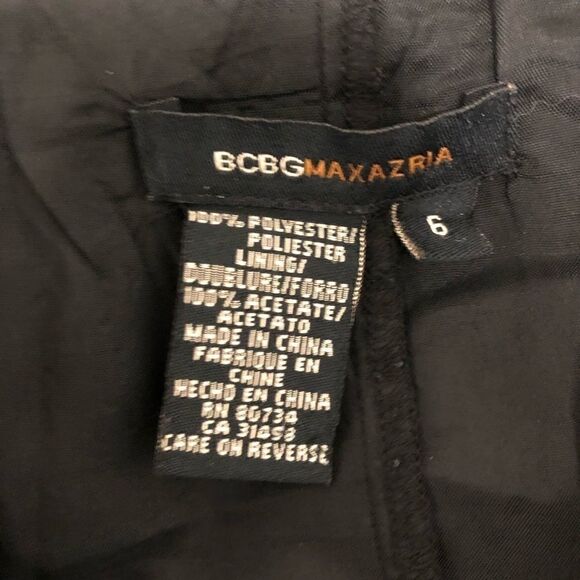 BCBGMAXAZRIA
6
100% POLYESTER/
POLIESTER
LINING/
DOUBLURE/FORRO
100% ACETATE/
ACETATO
MADE IN CHINA
FABRIQUE EN
CHINE
HECHO EN CHINA
RN 80734
CA 31498
CARE ON REVERSE